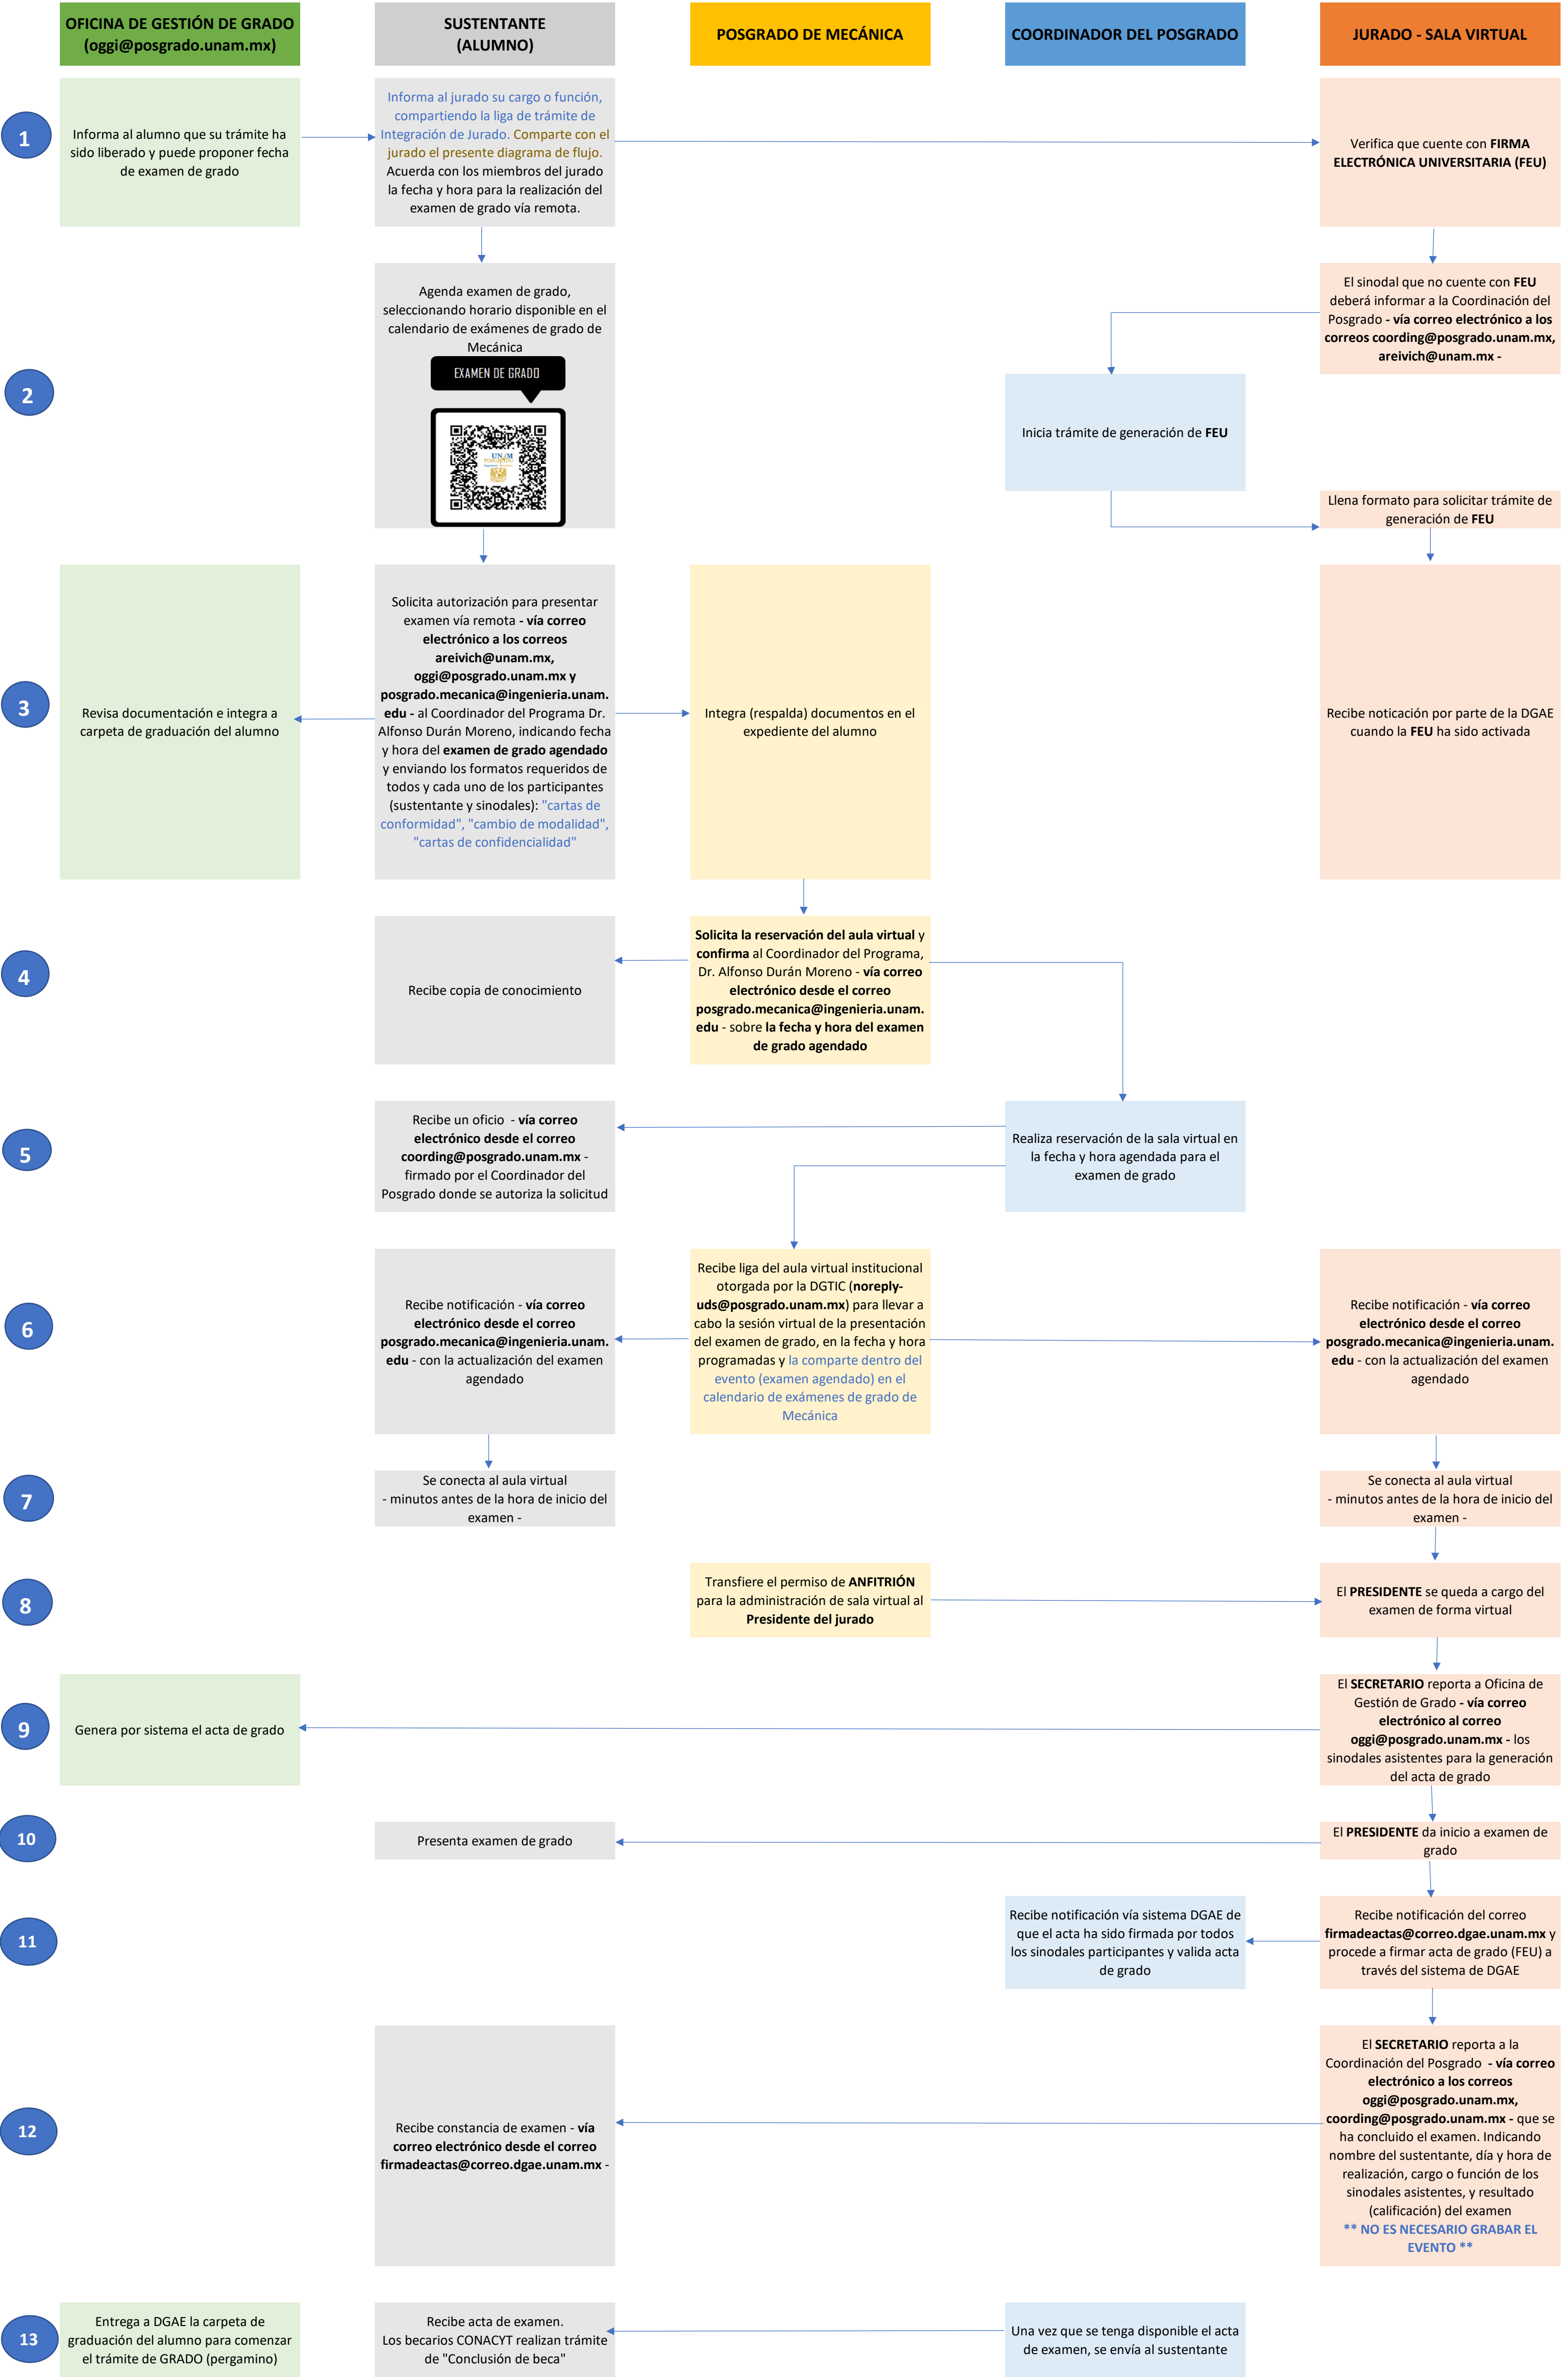 OFICINA DE GESTIÓN DE GRADO
(oggi@posgrado.unam.mx)
SUSTENTANTE
(ALUMNO)
POSGRADO DE MECÁNICA
COORDINADOR DEL POSGRADO
JURADO - SALA VIRTUAL
1
Informa al alumno que su trámite ha
sido liberado y puede proponer fecha
de examen de grado
Informa al jurado su cargo o función,
compartiendo la liga de trámite de
Integración de Jurado. Comparte con el
jurado el presente diagrama de flujo.
Acuerda con los miembros del jurado
la fecha y hora para la realización del
examen de grado vía remota.
Verifica que cuente con FIRMA
ELECTRÓNICA UNIVERSITARIA (FEU)
2
Agenda examen de grado,
seleccionando horario disponible en el
calendario de exámenes de grado de
Mecánica
EXAMEN DE GRADO
UNAM
POSGRADO
El sinodal que no cuente con FEU
deberá informar a la Coordinación del
Posgrado - vía correo electrónico a los
correos coording@posgrado.unam.mx,
areivich@unam.mx -
Inicia trámite de generación de FEU
Llena formato para solicitar trámite de
generación de FEU
3
Revisa documentación e integra a
carpeta de graduación del alumno
Solicita autorización para presentar
examen vía remota - vía correo
electrónico a los correos
areivich@unam.mx,
oggi@posgrado.unam.mx y
posgrado.mecanica@ingenieria.unam.
edu - al Coordinador del Programa Dr.
Alfonso Durán Moreno, indicando fecha
y hora del examen de grado agendado
y enviando los formatos requeridos de
todos y cada uno de los participantes
(sustentante y sinodales): "cartas de
conformidad", "cambio de modalidad",
"cartas de confidencialidad"
Integra (respalda) documentos en el
expediente del alumno
Recibe noticación por parte de la DGAE
cuando la FEU ha sido activada
4
Recibe copia de conocimiento
Solicita la reservación del aula virtual y
confirma al Coordinador del Programa,
Dr. Alfonso Durán Moreno - vía correo
electrónico desde el correo
posgrado.mecanica@ingenieria.unam.
edu - sobre la fecha y hora del examen
de grado agendado
5
Recibe un oficio - vía correo
electrónico desde el correo
coording@posgrado.unam.mx -
firmado por el Coordinador del
Posgrado donde se autoriza la solicitud
Realiza reservación de la sala virtual en
la fecha y hora agendada para el
examen de grado
6
Recibe notificación - vía correo
electrónico desde el correo
posgrado.mecanica@ingenieria.unam.
edu - con la actualización del examen
agendado
Recibe liga del aula virtual institucional
otorgada por la DGTIC (noreply-
uds@posgrado.unam.mx) para llevar a
cabo la sesión virtual de la presentación
del examen de grado, en la fecha y hora
programadas y la comparte dentro del
evento (examen agendado) en el
calendario de exámenes de grado de
Mecánica
Recibe notificación - vía correo
electrónico desde el correo
posgrado.mecanica@ingenieria.unam.
edu - con la actualización del examen
agendado
7
Se conecta al aula virtual
- minutos antes de la hora de inicio del
examen -
Se conecta al aula virtual
- minutos antes de la hora de inicio del
examen -
8
Transfiere el permiso de ANFITRIÓN
para la administración de sala virtual al
Presidente del jurado
El PRESIDENTE se queda a cargo del
examen de forma virtual
9
Genera por sistema el acta de grado
El SECRETARIO reporta a Oficina de
Gestión de Grado - vía correo
electrónico al correo
oggi@posgrado.unam.mx - los
sinodales asistentes para la generación
del acta de grado
10
Presenta examen de grado
El PRESIDENTE da inicio a examen de
grado
11
Recibe notificación vía sistema DGAE de
que el acta ha sido firmada por todos
los sinodales participantes y valida acta
de grado
Recibe notificación del correo
firmadeactas@correo.dgae.unam.mx y
procede a firmar acta de grado (FEU) a
través del sistema de DGAE
12
Recibe constancia de examen - vía
correo electrónico desde el correo
firmadeactas@correo.dgae.unam.mx -
El SECRETARIO reporta a la
Coordinación del Posgrado - vía correo
electrónico a los correos
oggi@posgrado.unam.mx,
coording@posgrado.unam.mx - que se
ha concluido el examen. Indicando
nombre del sustentante, día y hora de
realización, cargo o función de los
sinodales asistentes, y resultado
(calificación) del examen
** NO ES NECESARIO GRABAR EL
EVENTO **
13
Entrega a DGAE la carpeta de
graduación del alumno para comenzar
el trámite de GRADO (pergamino)
Recibe acta de examen.
Los becarios CONACYT realizan trámite
de "Conclusión de beca"
Una vez que se tenga disponible el acta
de examen, se envía al sustentante